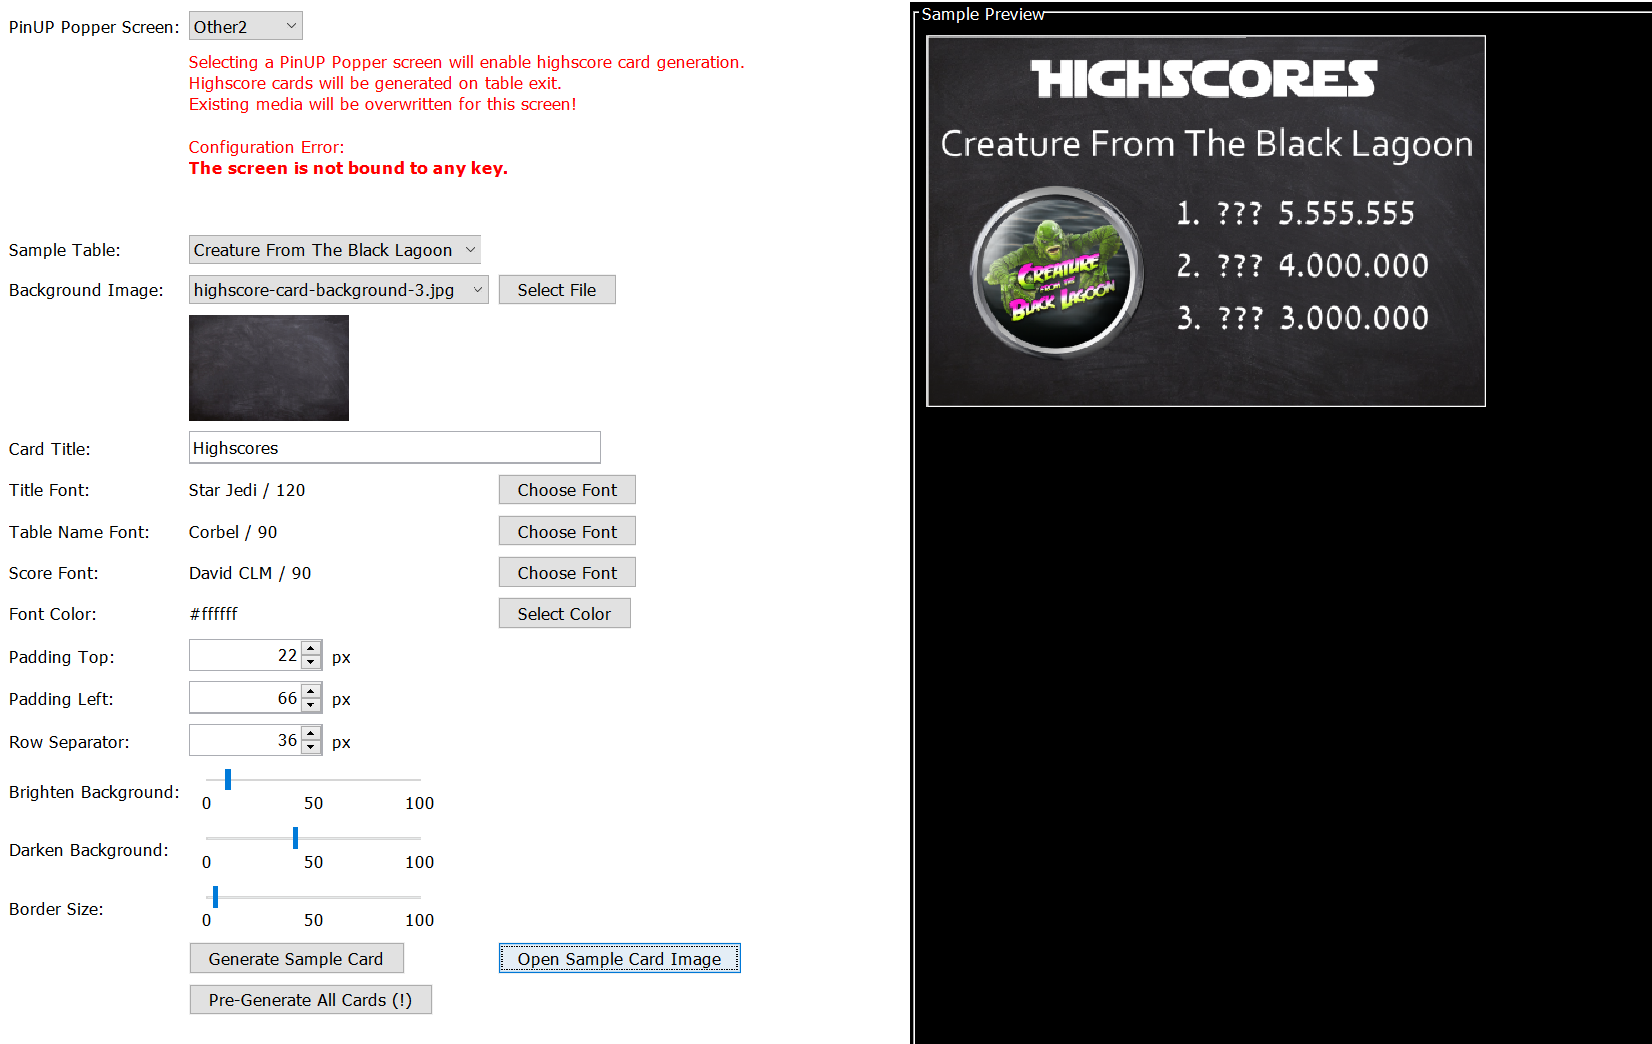 PinUP Popper Screen: Other2
Selecting a PinUP Popper screen will enable highscore card generation.
Highscore cards will be generated on table exit.
Existing media will be overwritten for this screen!
Configuration Error:
The screen is not bound to any key.
Sample Table: Creature From The Black Lagoon
Background Image: highscore-card-background-3.jpg Select File
Card Title: Highscores
Title Font: Star Jedi / 120 Choose Font
Table Name Font: Corbel / 90 Choose Font
Score Font: David CLM / 90 Choose Font
Font Color: #ffffff Select Color
Padding Top: 22 px
Padding Left: 66 px
Row Separator: 36 px
Brighten Background:
0 50 100
Darken Background:
0 50 100
Border Size:
0 50 100
Generate Sample Card Open Sample Card Image
Pre-Generate All Cards (!)
Sample Preview
HIGHSCORES
Creature From The Black Lagoon
CREATURE
FROM THE
BLACK LAGOON
1. ??? 5.555.555
2. ??? 4.000.000
3. ??? 3.000.000